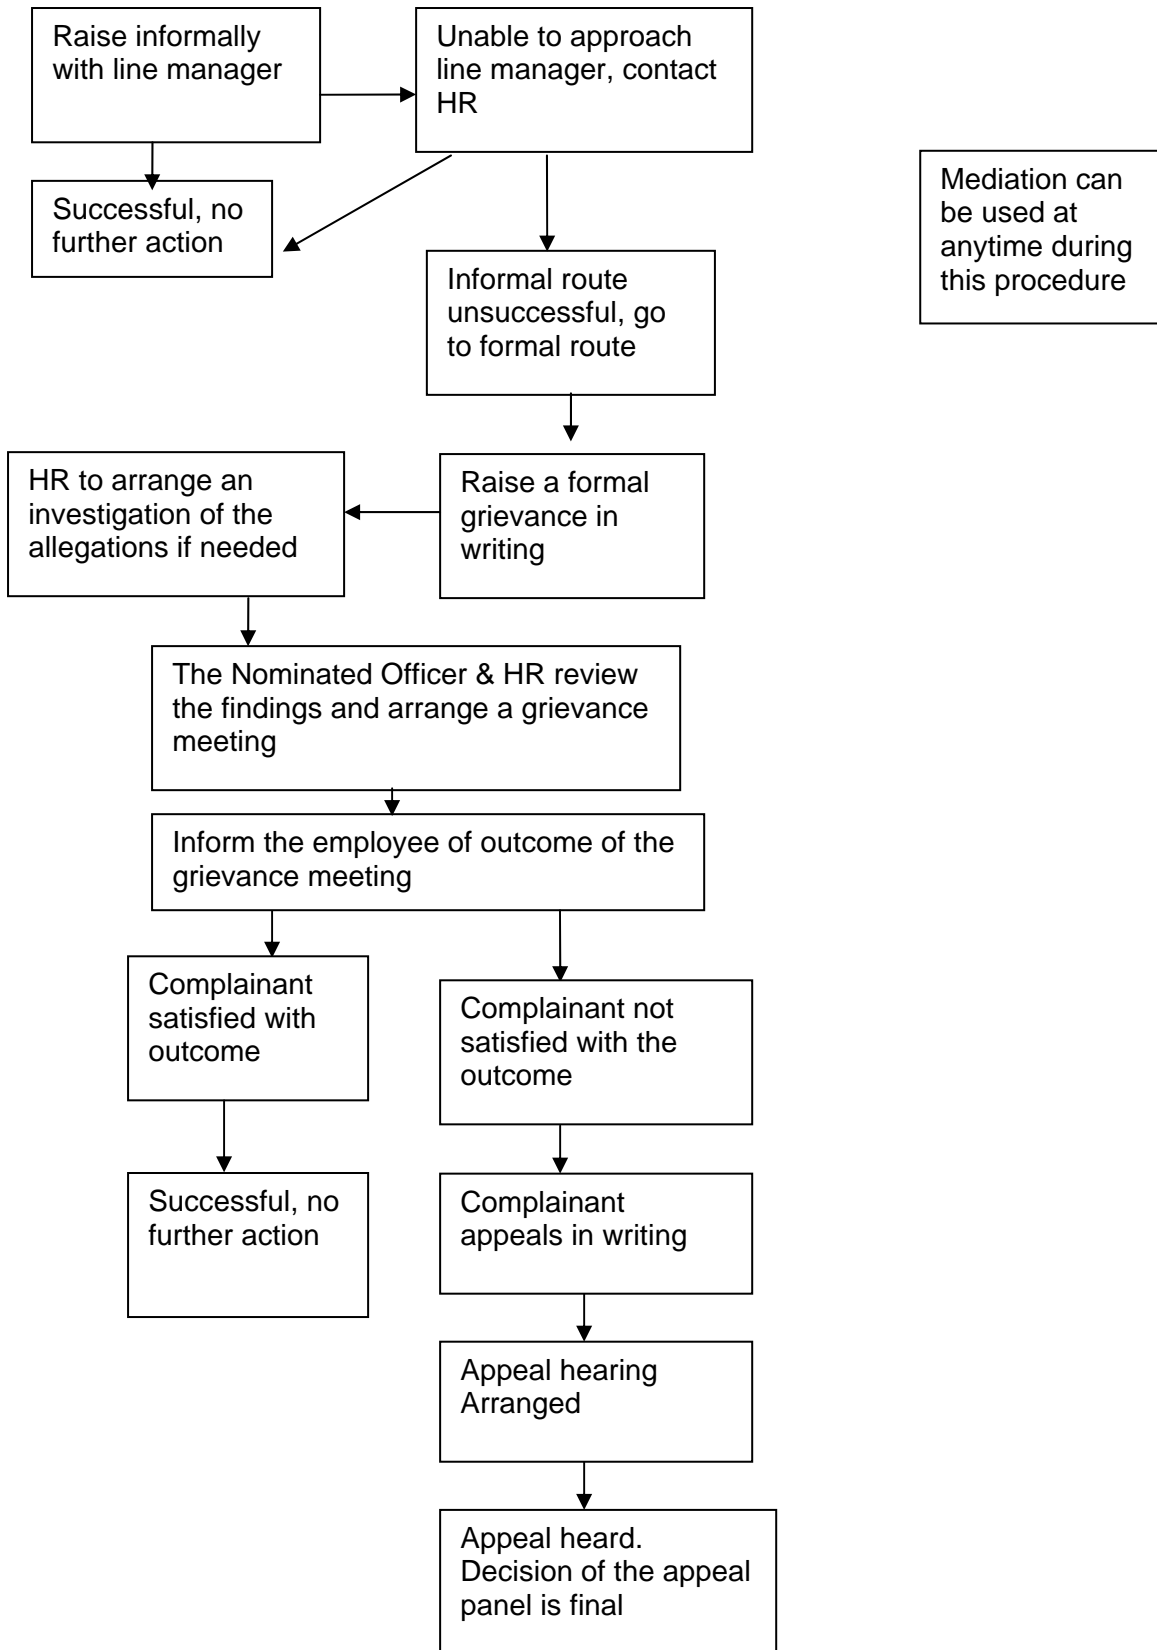 Raise informally
with line manager
Unable to approach
line manager, contact
HR
Mediation can
be used at
anytime during
this procedure
Successful, no
further action
Informal route
unsuccessful, go
to formal route
HR to arrange an
investigation of the
allegations if needed
Raise a formal
grievance in
writing
The Nominated Officer & HR review
the findings and arrange a grievance
meeting
Inform the employee of outcome of the
grievance meeting
Complainant
satisfied with
outcome
Complainant not
satisfied with the
outcome
Successful, no
further action
Complainant
appeals in writing
Appeal hearing
Arranged
Appeal heard.
Decision of the appeal
panel is final